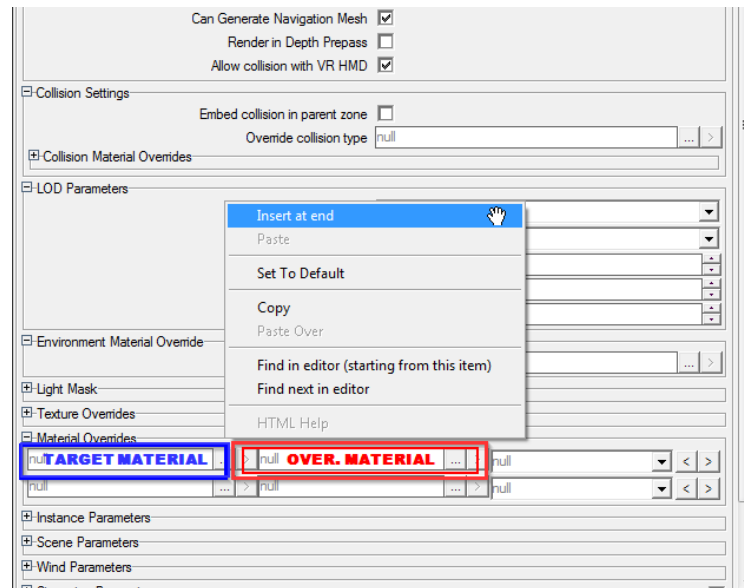 Can Generate Navigation Mesh
Render in Depth Prepass
Allow collision with VR HMD
Collision Settings
Embed collision in parent zone
Override collision type null ... >
Collision Material Overrides
LOD Parameters
Insert at end
Paste
Set To Default
Copy
Paste Over
Environment Material Override
... >
Find in editor (starting from this item)
Find next in editor
Light Mask
HTML Help
Texture Overrides
Material Overrides
null TARGET MATERIAL ... > null OVER. MATERIAL ... > null < >
null ... > null ... > null < >
Instance Parameters
Scene Parameters
Wind Parameters